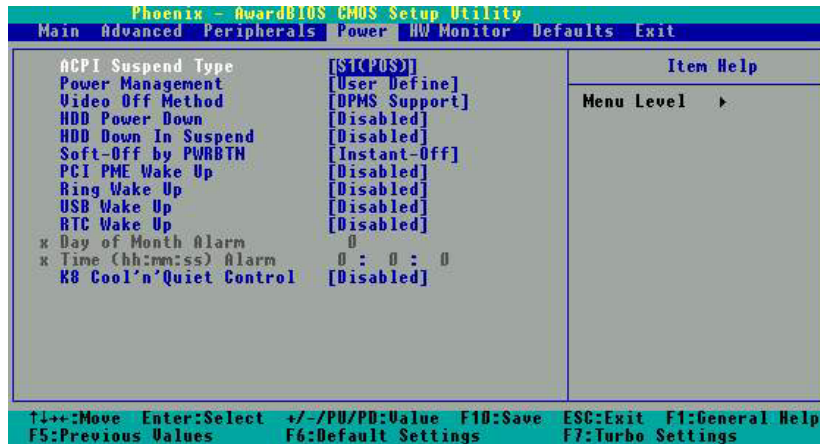 Phoenix - AwardBIOS CMOS Setup Utility
Main Advanced Peripherals Power HW Monitor Defaults Exit
ACPI Suspend Type [S1(POS)]
Power Management [User Define]
Video Off Method [DPMS Support]
HDD Power Down [Disabled]
HDD Down In Suspend [Disabled]
Soft-Off by PWRBTN [Instant-Off]
PCI PME Wake Up [Disabled]
Ring Wake Up [Disabled]
USB Wake Up [Disabled]
RTC Wake Up [Disabled]
x Day of Month Alarm 0
x Time (hh:mm:ss) Alarm 0 : 0 : 0
K8 Cool'n'Quiet Control [Disabled]
Item Help
Menu Level ▸
↑↓→←:Move Enter:Select +/-/PU/PD:Value F10:Save ESC:Exit F1:General Help
F5:Previous Values F6:Default Settings F7:Turbo Settings